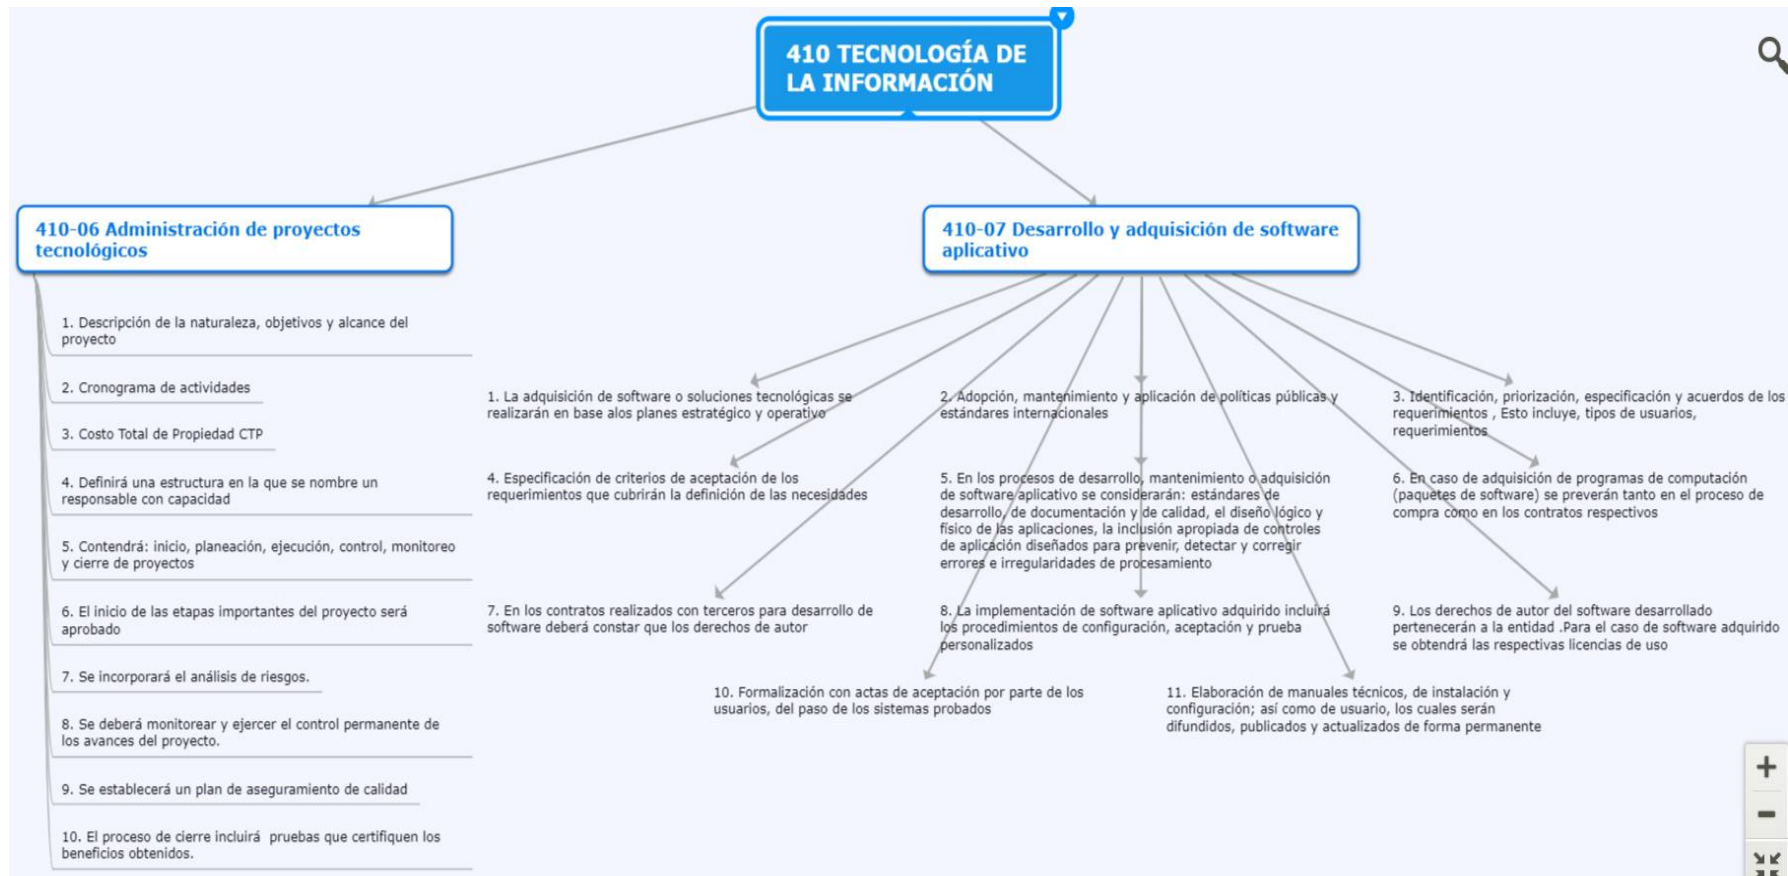 410 TECNOLOGÍA DE
LA INFORMACIÓN
410-06 Administración de proyectos
tecnológicos
1. Descripción de la naturaleza, objetivos y alcance del
proyecto
2. Cronograma de actividades
3. Costo Total de Propiedad CTP
4. Definirá una estructura en la que se nombre un
responsable con capacidad
5. Contendrá: inicio, planeación, ejecución, control, monitoreo
y cierre de proyectos
6. El inicio de las etapas importantes del proyecto será
aprobado
7. Se incorporará el análisis de riesgos.
8. Se deberá monitorear y ejercer el control permanente de
los avances del proyecto.
9. Se establecerá un plan de aseguramiento de calidad
10. El proceso de cierre incluirá  pruebas que certifiquen los
beneficios obtenidos.
410-07 Desarrollo y adquisición de software
aplicativo
1. La adquisición de software o soluciones tecnológicas se
realizarán en base alos planes estratégico y operativo
2. Adopción, mantenimiento y aplicación de políticas públicas y
estándares internacionales
3. Identificación, priorización, especificación y acuerdos de los
requerimientos , Esto incluye, tipos de usuarios,
requerimientos
4. Especificación de criterios de aceptación de los
requerimientos que cubrirán la definición de las necesidades
5. En los procesos de desarrollo, mantenimiento o adquisición
de software aplicativo se considerarán: estándares de
desarrollo, de documentación y de calidad, el diseño lógico y
físico de las aplicaciones, la inclusión apropiada de controles
de aplicación diseñados para prevenir, detectar y corregir
errores e irregularidades de procesamiento
6. En caso de adquisición de programas de computación
(paquetes de software) se preverán tanto en el proceso de
compra como en los contratos respectivos
7. En los contratos realizados con terceros para desarrollo de
software deberá constar que los derechos de autor
8. La implementación de software aplicativo adquirido incluirá
los procedimientos de configuración, aceptación y prueba
personalizados
9. Los derechos de autor del software desarrollado
pertenecerán a la entidad .Para el caso de software adquirido
se obtendrá las respectivas licencias de uso
10. Formalización con actas de aceptación por parte de los
usuarios, del paso de los sistemas probados
11. Elaboración de manuales técnicos, de instalación y
configuración; así como de usuario, los cuales serán
difundidos, publicados y actualizados de forma permanente